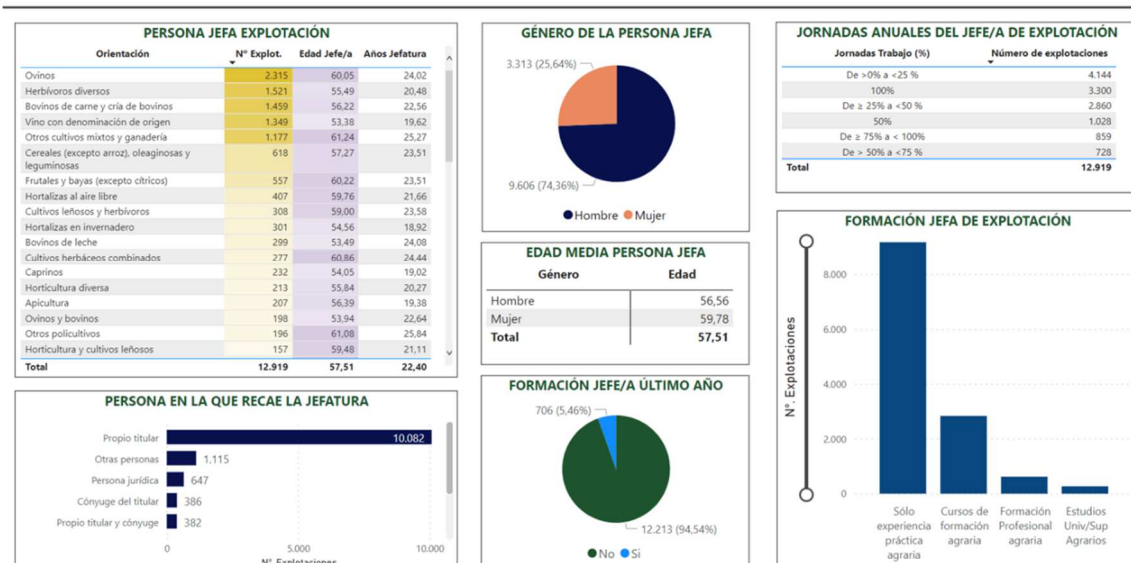 PERSONA JEFA EXPLOTACIÓN
Orientación Nº Explot. Edad Jefe/a Años Jefatura
Ovinos 2.315 60,05 24,02
Herbívoros diversos 1.521 55,49 20,48
Bovinos de carne y cría de bovinos 1.459 56,22 22,56
Vino con denominación de origen 1.349 53,38 19,62
Otros cultivos mixtos y ganadería 1.177 61,24 25,27
Cereales (excepto arroz), oleaginosas y 618 57,27 23,51
leguminosas
Frutales y bayas (excepto cítricos) 557 60,22 23,51
Hortalizas al aire libre 407 59,76 21,66
Cultivos leñosos y herbívoros 308 59,00 23,58
Hortalizas en invernadero 301 54,56 18,92
Bovinos de leche 299 53,49 24,08
Cultivos herbáceos combinados 277 60,86 24,44
Caprinos 232 54,05 19,02
Horticultura diversa 213 55,84 20,27
Apicultura 207 56,39 19,38
Ovinos y bovinos 198 53,94 22,64
Otros policultivos 196 61,08 25,84
Horticultura y cultivos leñosos 157 59,48 21,11
Total 12.919 57,51 22,40
PERSONA EN LA QUE RECAE LA JEFATURA
Propio titular 10.082
Otras personas 1.115
Persona jurídica 647
Cónyuge del titular 386
Propio titular y cónyuge 382
0 5.000 10.000
Nº. Explotaciones
GÉNERO DE LA PERSONA JEFA
3.313 (25,64%)
9.606 (74,36%)
Hombre Mujer
EDAD MEDIA PERSONA JEFA
Género Edad
Hombre 56,56
Mujer 59,78
Total 57,51
FORMACIÓN JEFE/A ÚLTIMO AÑO
706 (5,46%)
12.213 (94,54%)
No Si
JORNADAS ANUALES DEL JEFE/A DE EXPLOTACIÓN
Jornadas Trabajo (%) Número de explotaciones
De >0% a <25 % 4.144
100% 3.300
De ≥ 25% a <50 % 2.860
50% 1.028
De ≥ 75% a < 100% 859
De > 50% a <75 % 728
Total 12.919
FORMACIÓN JEFA DE EXPLOTACIÓN
Nº. Explotaciones
8.000
6.000
4.000
2.000
0
Sólo experiencia práctica agraria
Cursos de formación agraria
Formación Profesional agraria
Estudios Univ/Sup Agrarios